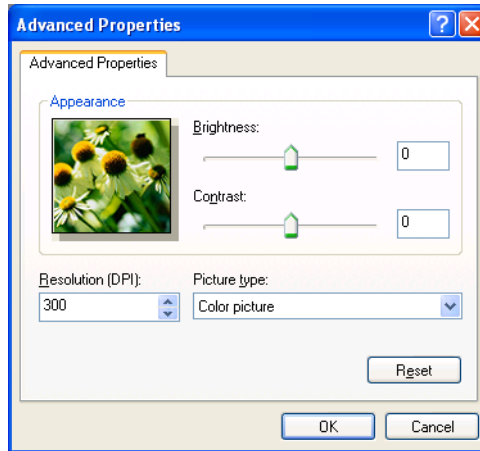 Advanced Properties
Advanced Properties
Appearance
Brightness:
0
Contrast:
0
Resolution (DPI):
Picture type:
300
Color picture
Reset
OK
Cancel